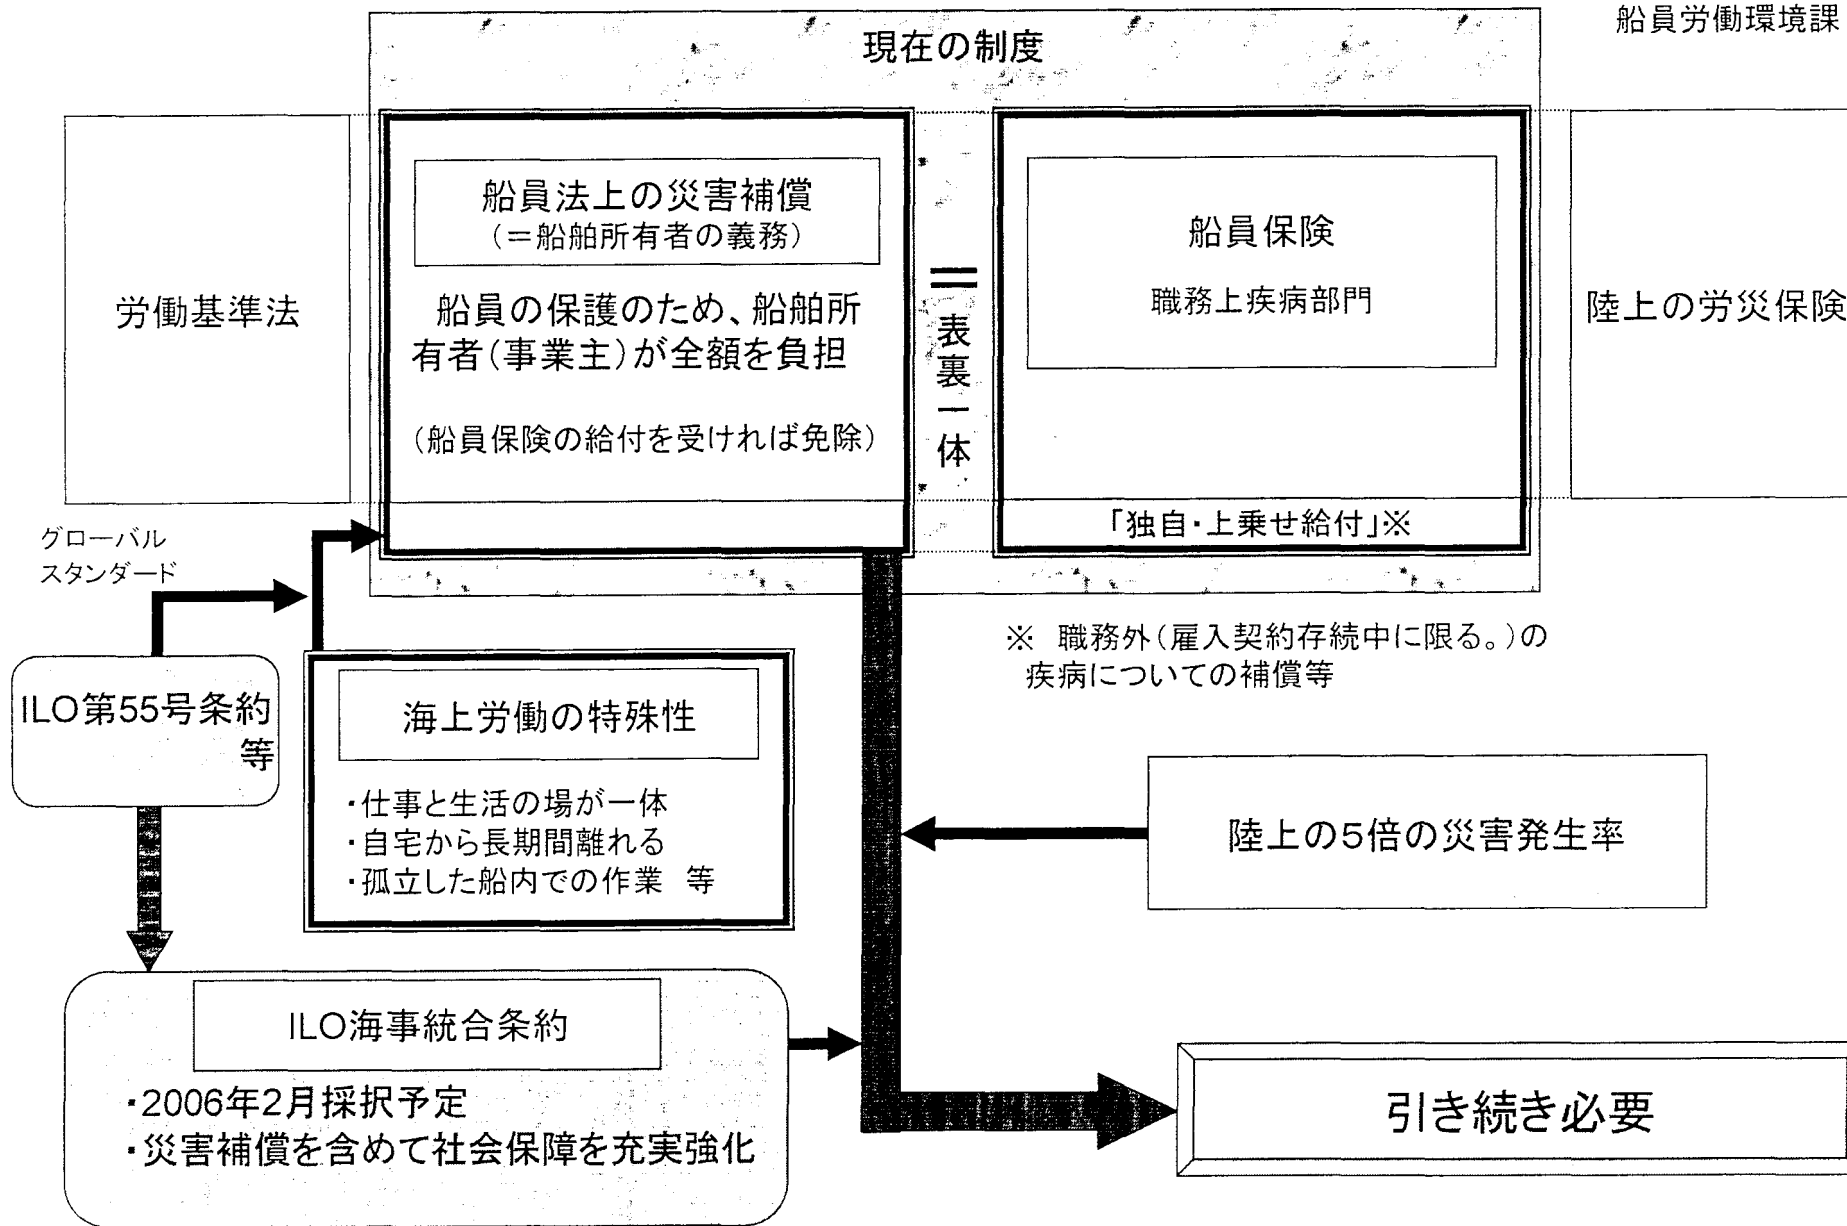 船員労働環境課
現在の制度
労働基準法
船員法上の災害補償
(＝船舶所有者の義務)
船員の保護のため、船舶所
有者(事業主)が全額を負担
(船員保険の給付を受ければ免除)
＝表裏一体
船員保険
職務上疾病部門
「独自・上乗せ給付」※
陸上の労災保険
グローバル
スタンダード
※ 職務外(雇入契約存続中に限る。)の
疾病についての補償等
ILO第55号条約
等
海上労働の特殊性
・仕事と生活の場が一体
・自宅から長期間離れる
・孤立した船内での作業 等
陸上の5倍の災害発生率
ILO海事統合条約
・2006年2月採択予定
・災害補償を含めて社会保障を充実強化
引き続き必要